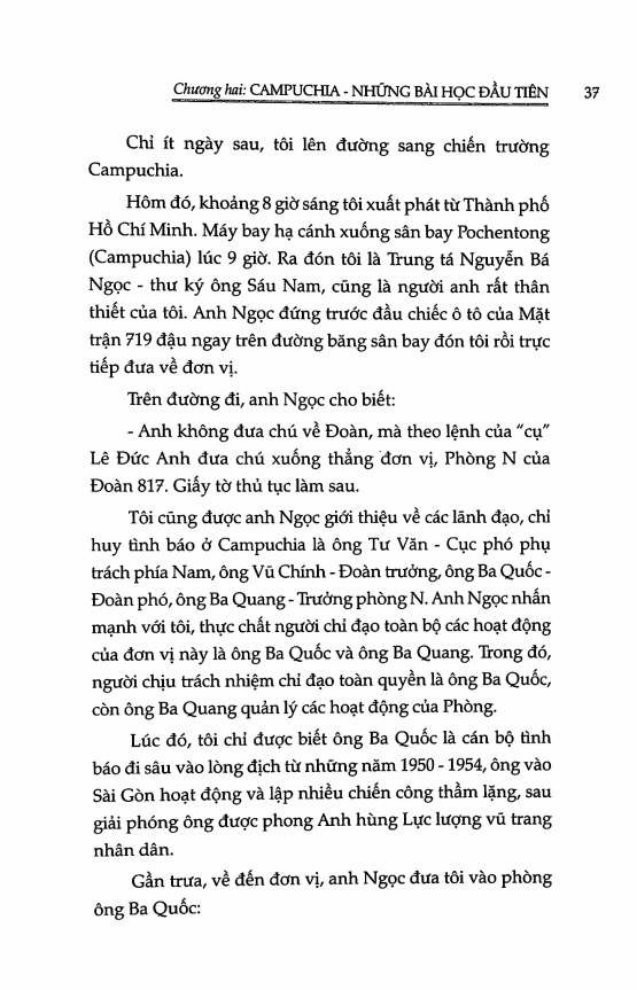 Chương hai: CAMPUCHIA - NHỮNG BÀI HỌC ĐẦU TIÊN 37
Chỉ ít ngày sau, tôi lên đường sang chiến trường
Campuchia.
Hôm đó, khoảng 8 giờ sáng tôi xuất phát từ Thành phố
Hồ Chí Minh. Máy bay hạ cánh xuống sân bay Pochentong
(Campuchia) lúc 9 giờ. Ra đón tôi là Trung tá Nguyễn Bá
Ngọc - thư ký ông Sáu Nam, cũng là người anh rất thân
thiết của tôi. Anh Ngọc đứng trước đầu chiếc ô tô của Mặt
trận 719 đậu ngay trên đường băng sân bay đón tôi rồi trực
tiếp đưa về đơn vị.
Trên đường đi, anh Ngọc cho biết:
- Anh không đưa chú về Đoàn, mà theo lệnh của "cụ"
Lê Đức Anh đưa chú xuống thẳng đơn vị, Phòng N của
Đoàn 817. Giấy tờ thủ tục làm sau.
Tôi cũng được anh Ngọc giới thiệu về các lãnh đạo, chỉ
huy tình báo ở Campuchia là ông Tư Văn - Cục phó phụ
trách phía Nam, ông Vũ Chính - Đoàn trưởng, ông Ba Quốc -
Đoàn phó, ông Ba Quang - Trưởng phòng N. Anh Ngọc nhấn
mạnh với tôi, thực chất người chỉ đạo toàn bộ các hoạt động
của đơn vị này là ông Ba Quốc và ông Ba Quang. Trong đó,
người chịu trách nhiệm chỉ đạo toàn quyền là ông Ba Quốc,
còn ông Ba Quang quản lý các hoạt động của Phòng.
Lúc đó, tôi chỉ được biết ông Ba Quốc là cán bộ tình
báo đi sâu vào lòng địch từ những năm 1950 - 1954, ông vào
Sài Gòn hoạt động và lập nhiều chiến công thầm lặng, sau
giải phóng ông được phong Anh hùng Lực lượng vũ trang
nhân dân.
Gần trưa, về đến đơn vị, anh Ngọc đưa tôi vào phòng
ông Ba Quốc: